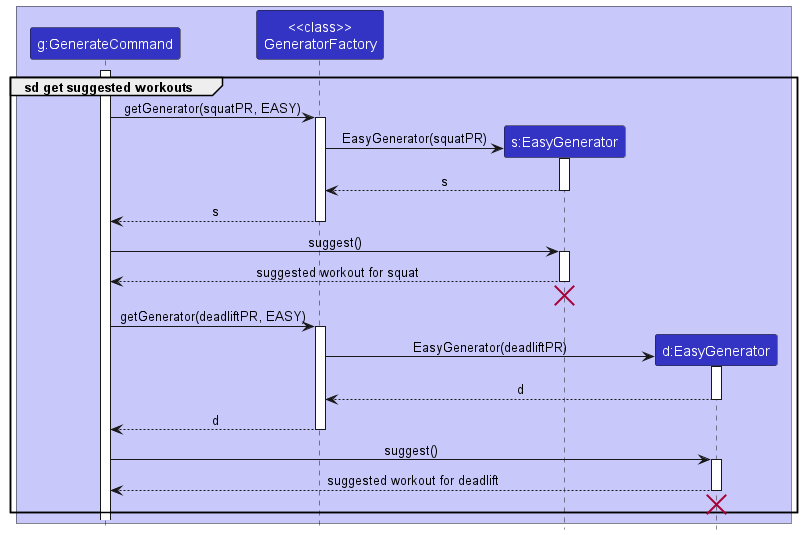 <<class>>
g:GenerateCommand
GeneratorFactory
sd get suggested workouts
getGenerator(squatPR, EASY)
EasyGenerator(squatPR)
s:EasyGenerator
s
s
suggest()
suggested workout for squat
getGenerator(deadliftPR, EASY)
EasyGenerator(deadliftPR)
d:EasyGenerator
d
d
suggest()
suggested workout for deadlift